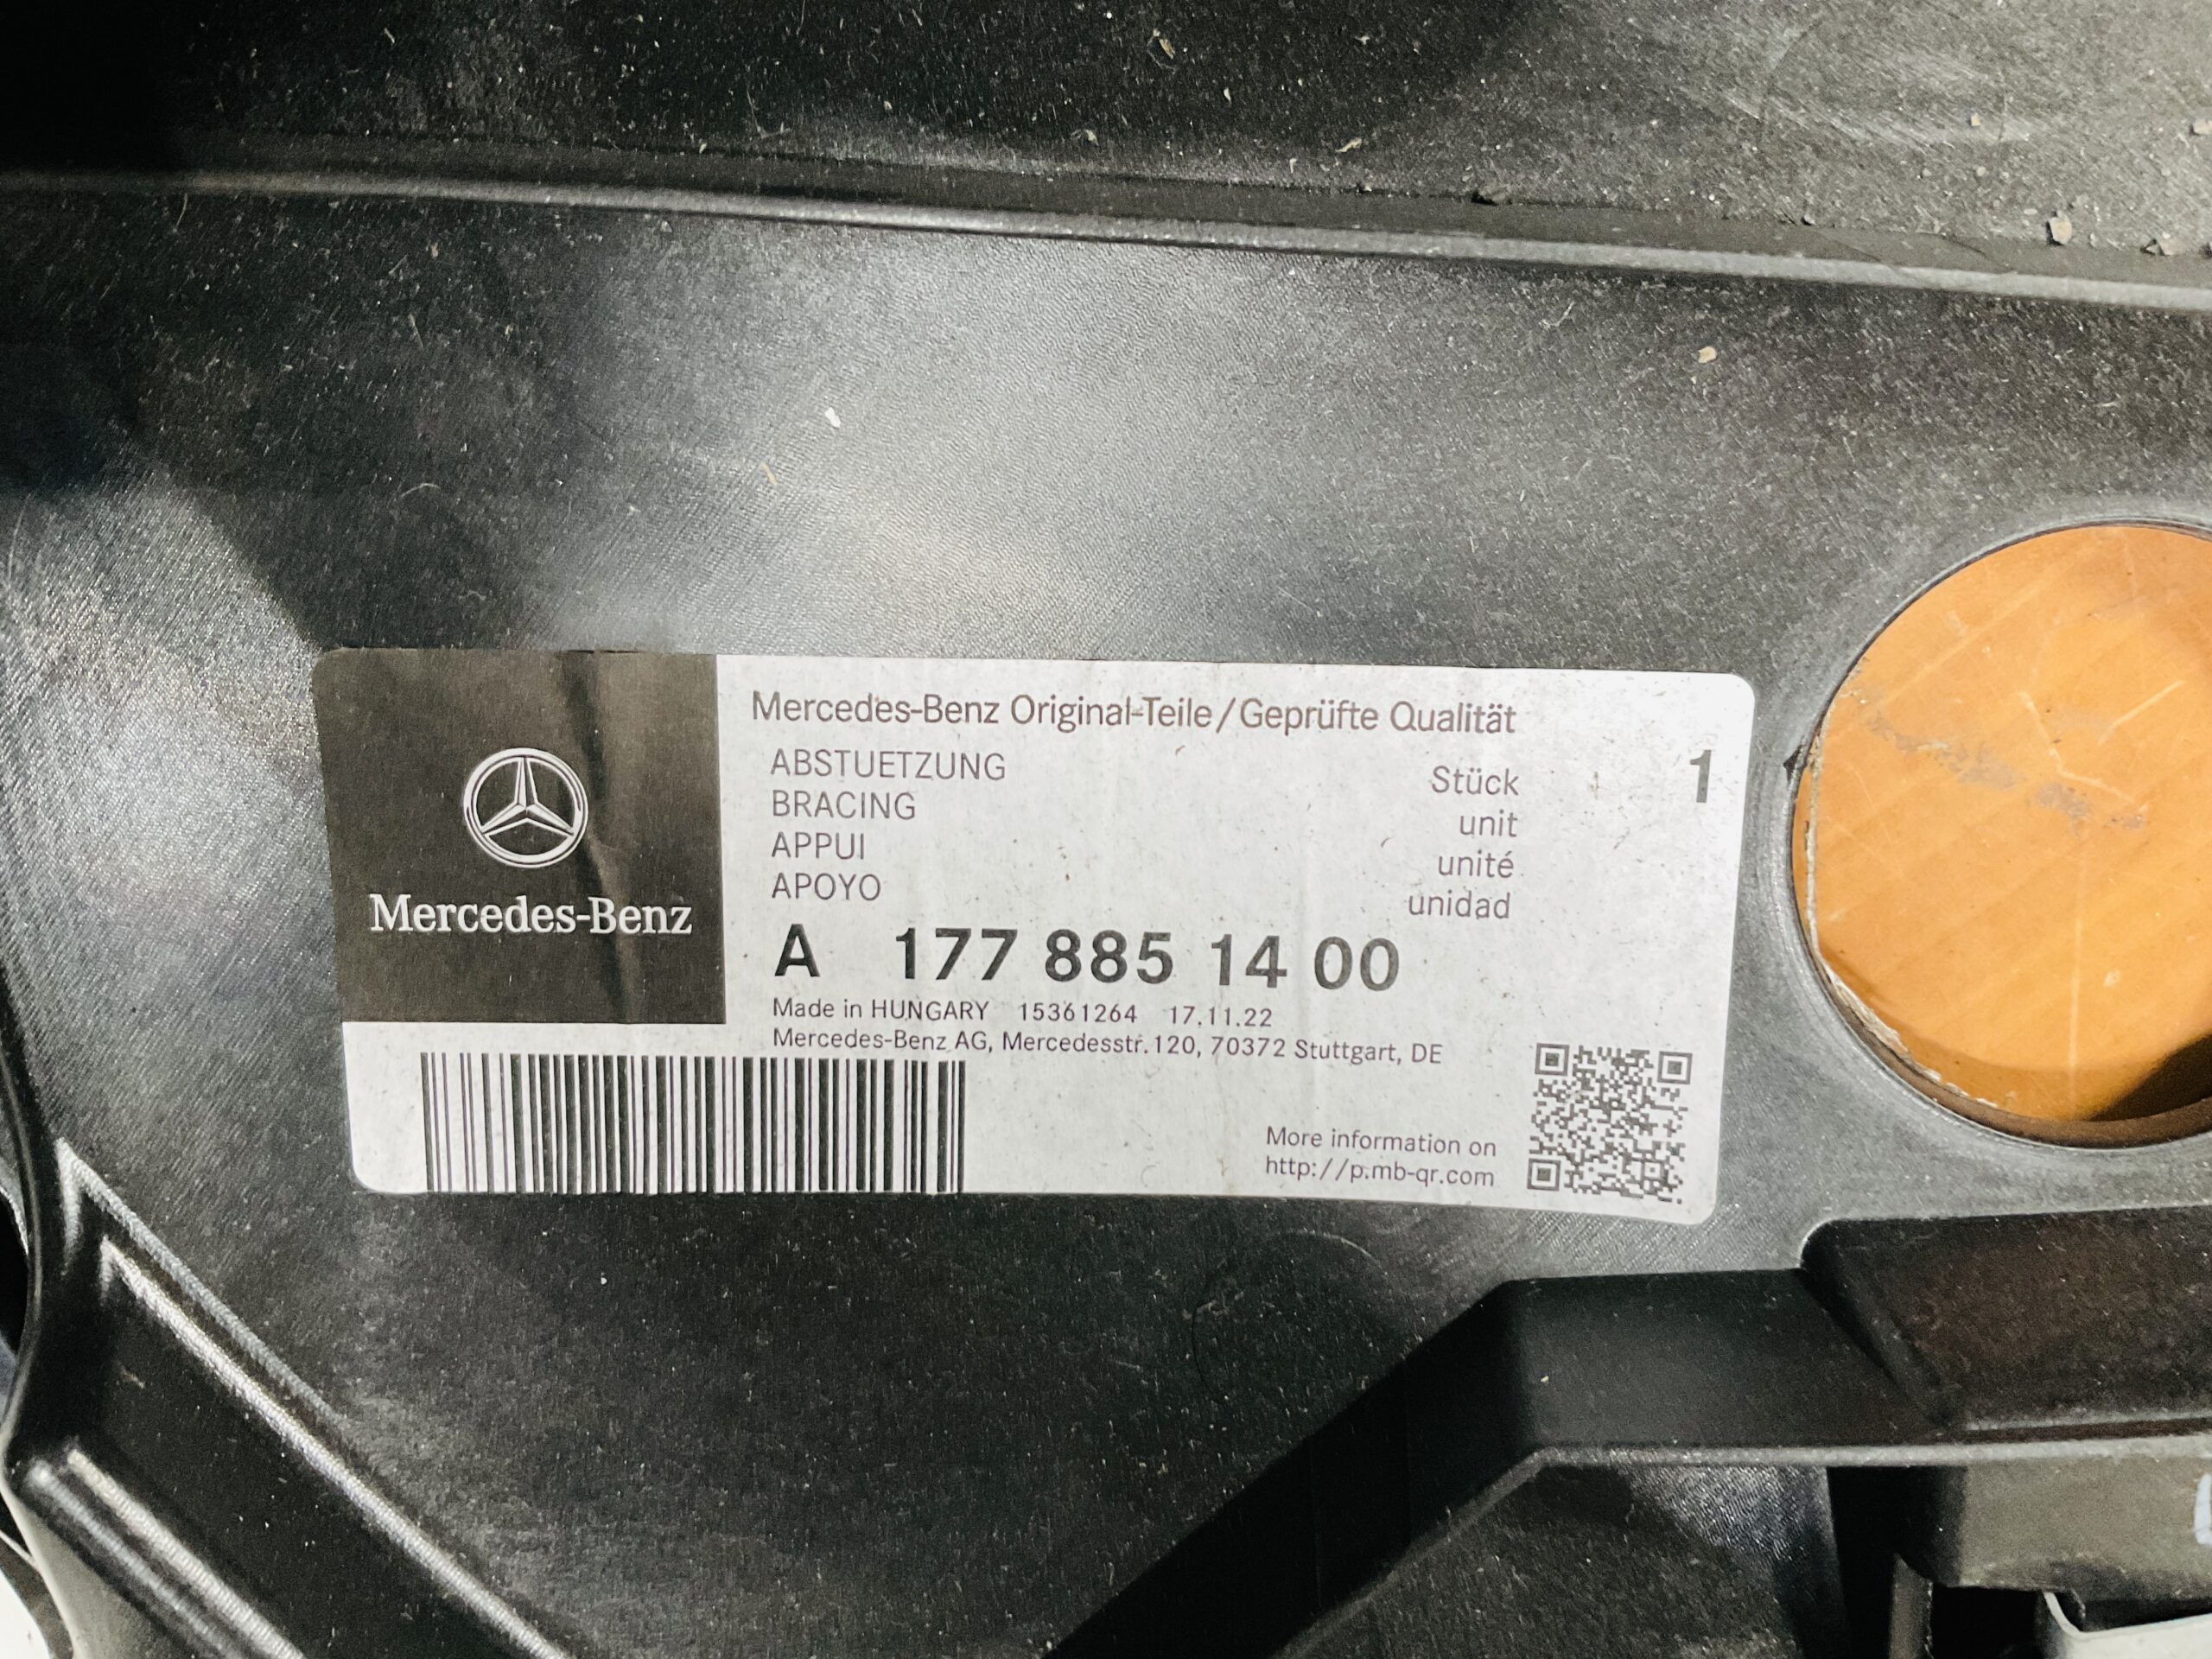 Mercedes-Benz
Mercedes-Benz Original-Teile/Geprüfte Qualität
ABSTUETZUNG Stück 1
BRACING unit
APPUI unité
APOYO unidad
A 177 885 14 00
Made in HUNGARY 15361264 17.11.22
Mercedes-Benz AG, Mercedesstr.120, 70372 Stuttgart, DE
More information on
http://p.mb-qr.com